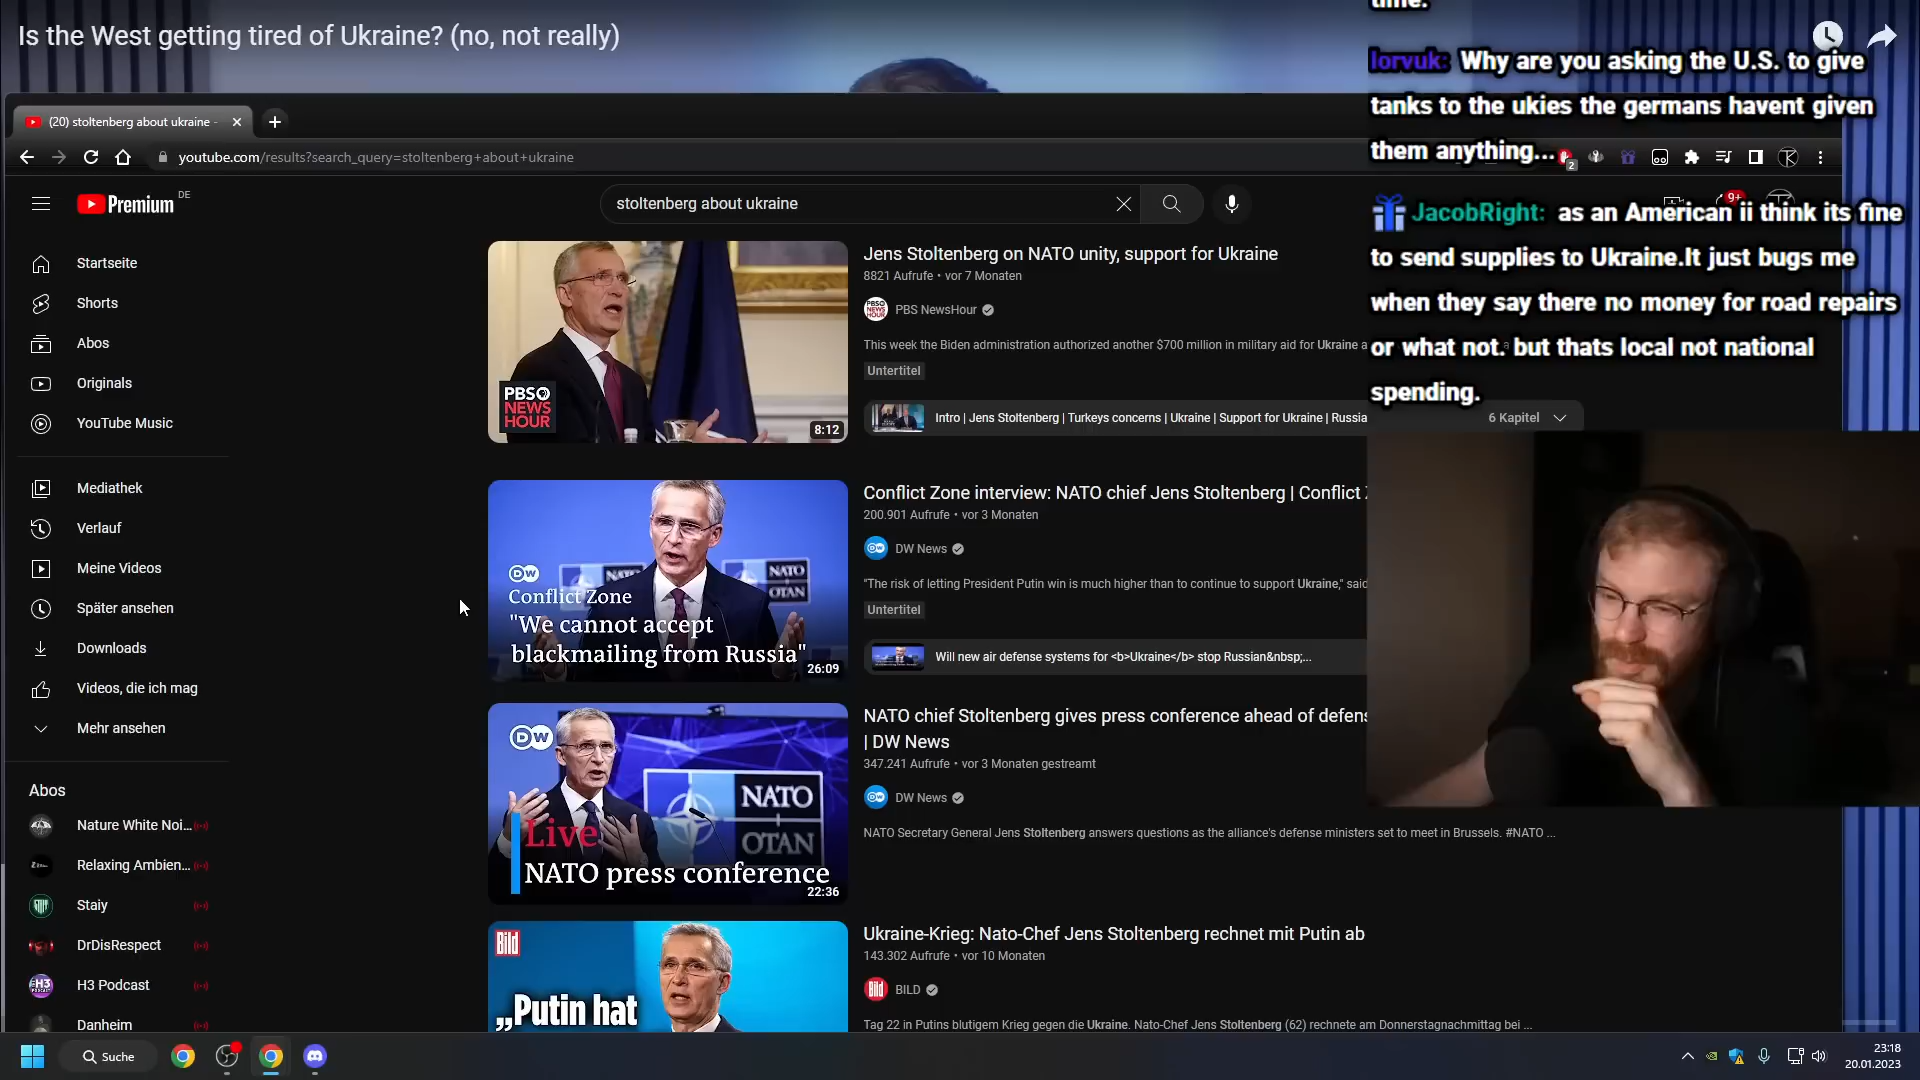 Is the West getting tired of Ukraine? (no, not really)
time.
lorvuk: Why are you asking the U.S. to give
tanks to the ukies the germans havent given
them anything...
JacobRight: as an American ii think its fine
to send supplies to Ukraine.It just bugs me
when they say there no money for road repairs
or what not. but thats local not national
spending.
(20) stoltenberg about ukraine -
youtube.com/results?search_query=stoltenberg+about+ukraine
2
Premium DE
stoltenberg about ukraine
9+
Startseite
Shorts
Abos
Originals
YouTube Music
Mediathek
Verlauf
Meine Videos
Später ansehen
Downloads
Videos, die ich mag
Mehr ansehen
Abos
Nature White Noi...
Relaxing Ambien...
Staiy
DrDisRespect
H3 Podcast
Danheim
PBSO
NEWS
HOUR
8:12
Jens Stoltenberg on NATO unity, support for Ukraine
8821 Aufrufe • vor 7 Monaten
PBS NewsHour
This week the Biden administration authorized another $700 million in military aid for Ukraine a
Untertitel
Intro | Jens Stoltenberg | Turkeys concerns | Ukraine | Support for Ukraine | Russia
6 Kapitel
DW
NATO
NATO
OTAN
Conflict Zone
"We cannot accept
blackmailing from Russia"
26:09
Conflict Zone interview: NATO chief Jens Stoltenberg | Conflict
200.901 Aufrufe • vor 3 Monaten
DW News
"The risk of letting President Putin win is much higher than to continue to support Ukraine," said
Untertitel
Will new air defense systems for <b>Ukraine</b> stop Russian&nbsp;...
DW
NATO
OTAN
Live
NATO press conference
22:36
NATO chief Stoltenberg gives press conference ahead of defens
| DW News
347.241 Aufrufe • vor 3 Monaten gestreamt
DW News
NATO Secretary General Jens Stoltenberg answers questions as the alliance's defense ministers set to meet in Brussels. #NATO ...
Bild
„Putin hat
Ukraine-Krieg: Nato-Chef Jens Stoltenberg rechnet mit Putin ab
143.302 Aufrufe • vor 10 Monaten
Bild
BILD
Tag 22 in Putins blutigem Krieg gegen die Ukraine. Nato-Chef Jens Stoltenberg (62) rechnete am Donnerstagnachmittag bei ...
Suche
23:18
20.01.2023